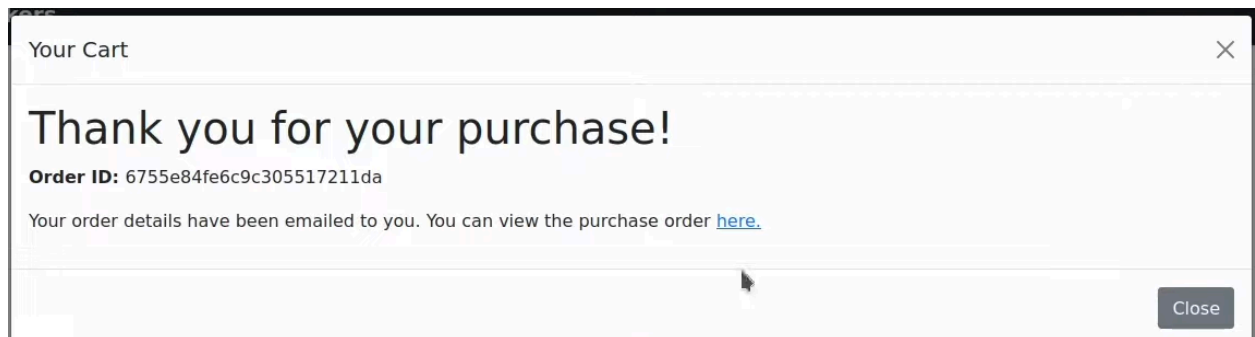 Your Cart
Thank you for your purchase!
Order ID: 6755e84fe6c9c305517211da
Your order details have been emailed to you. You can view the purchase order here.
Close